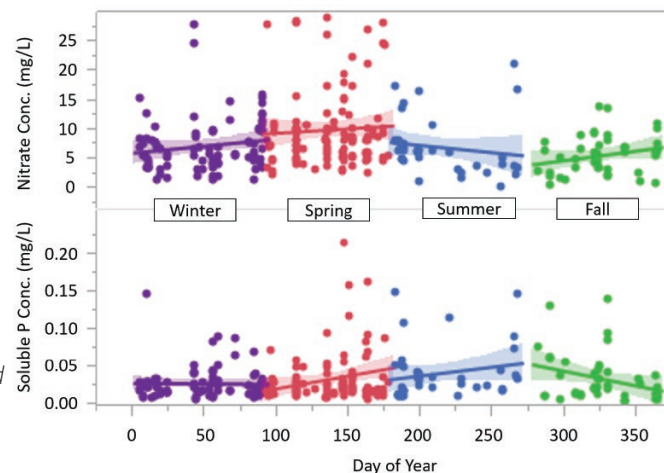 Nitrate Conc. (mg/L)
25
20
15
10
5
0
Winter
Spring
Summer
Fall
Soluble P Conc. (mg/L)
0.20
0.15
0.10
0.05
0.00
0
50
100
150
200
250
300
350
Day of Year
d